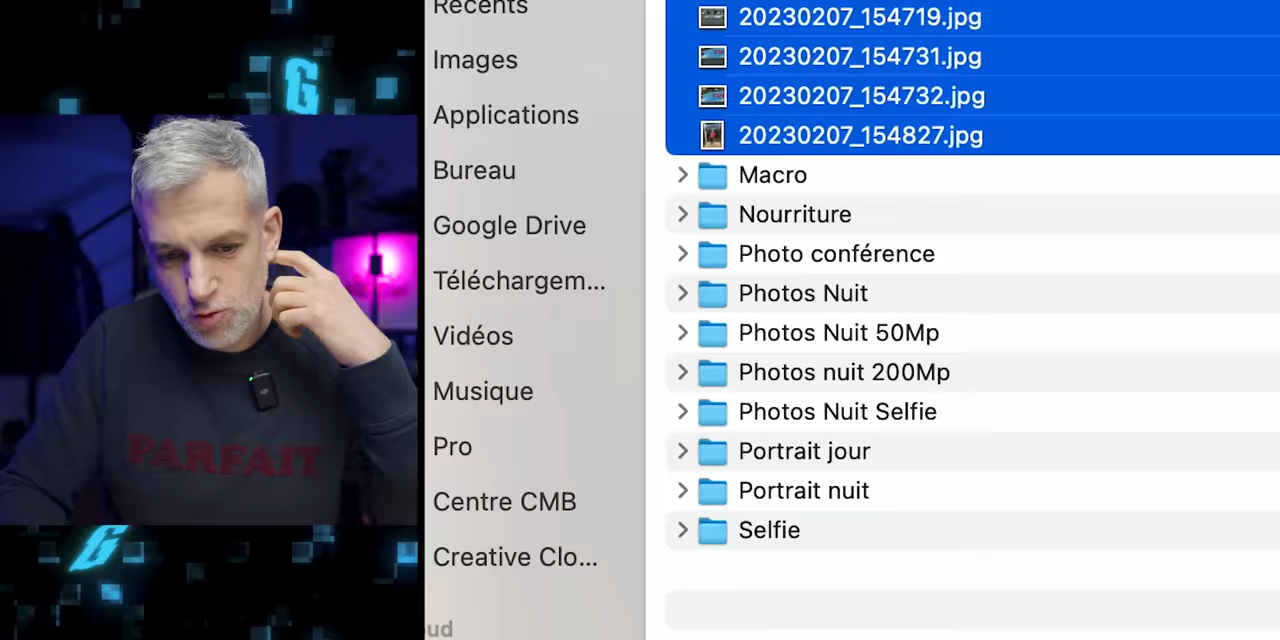 G
PARFAIT
G
Recents
Images
Applications
Bureau
Google Drive
Téléchargem...
Vidéos
Musique
Pro
Centre CMB
Creative Clo...
20230207_154719.jpg
20230207_154731.jpg
20230207_154732.jpg
20230207_154827.jpg
Macro
Nourriture
Photo conférence
Photos Nuit
Photos Nuit 50Mp
Photos nuit 200Mp
Photos Nuit Selfie
Portrait jour
Portrait nuit
Selfie